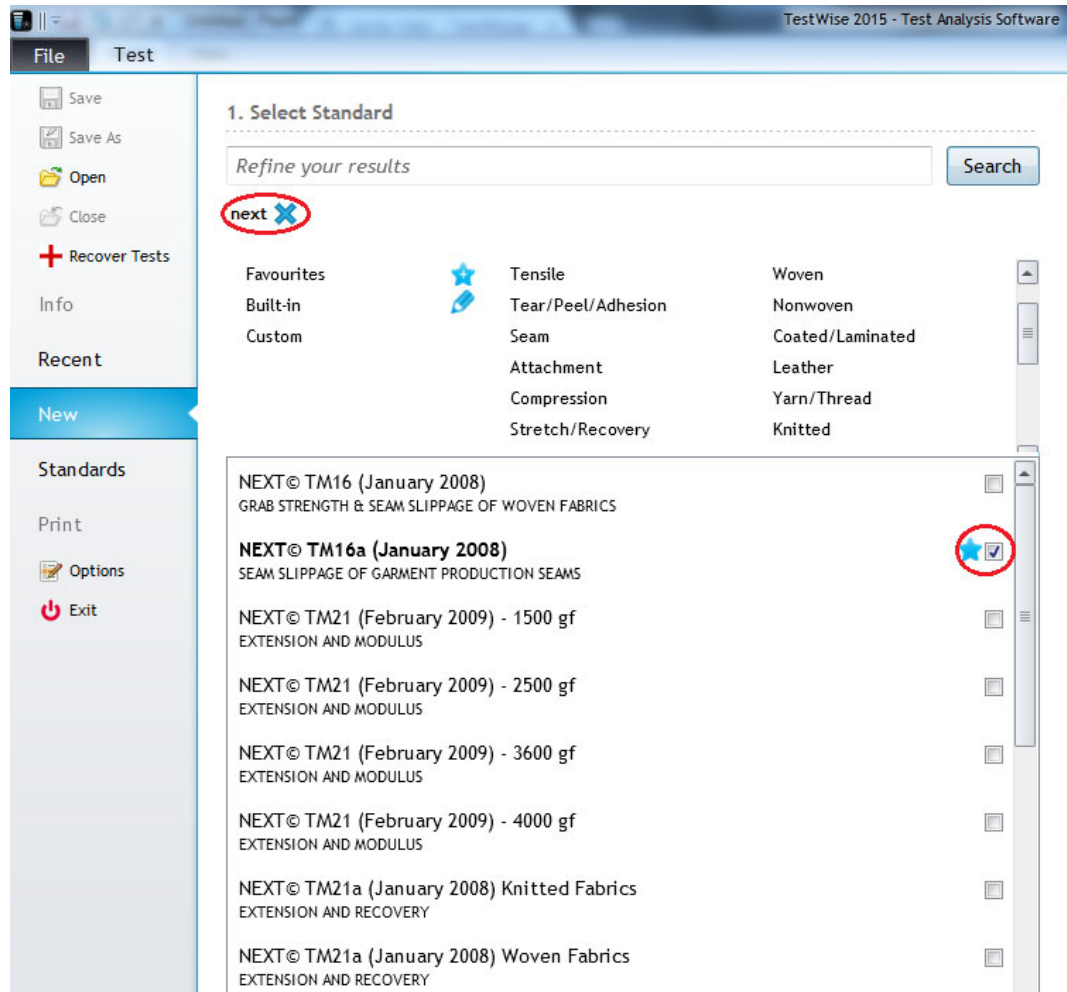 TestWise 2015 - Test Analysis Software
File Test
Save
Save As
Open
Close
Recover Tests
Info
Recent
New
Standards
Print
Options
Exit
1. Select Standard
Refine your results Search
next
Favourites Tensile Woven
Built-in Tear/Peel/Adhesion Nonwoven
Custom Seam Coated/Laminated
Attachment Leather
Compression Yarn/Thread
Stretch/Recovery Knitted
NEXT© TM16 (January 2008)
GRAB STRENGTH & SEAM SLIPPAGE OF WOVEN FABRICS
NEXT© TM16a (January 2008)
SEAM SLIPPAGE OF GARMENT PRODUCTION SEAMS
NEXT© TM21 (February 2009) - 1500 gf
EXTENSION AND MODULUS
NEXT© TM21 (February 2009) - 2500 gf
EXTENSION AND MODULUS
NEXT© TM21 (February 2009) - 3600 gf
EXTENSION AND MODULUS
NEXT© TM21 (February 2009) - 4000 gf
EXTENSION AND MODULUS
NEXT© TM21a (January 2008) Knitted Fabrics
EXTENSION AND RECOVERY
NEXT© TM21a (January 2008) Woven Fabrics
EXTENSION AND RECOVERY